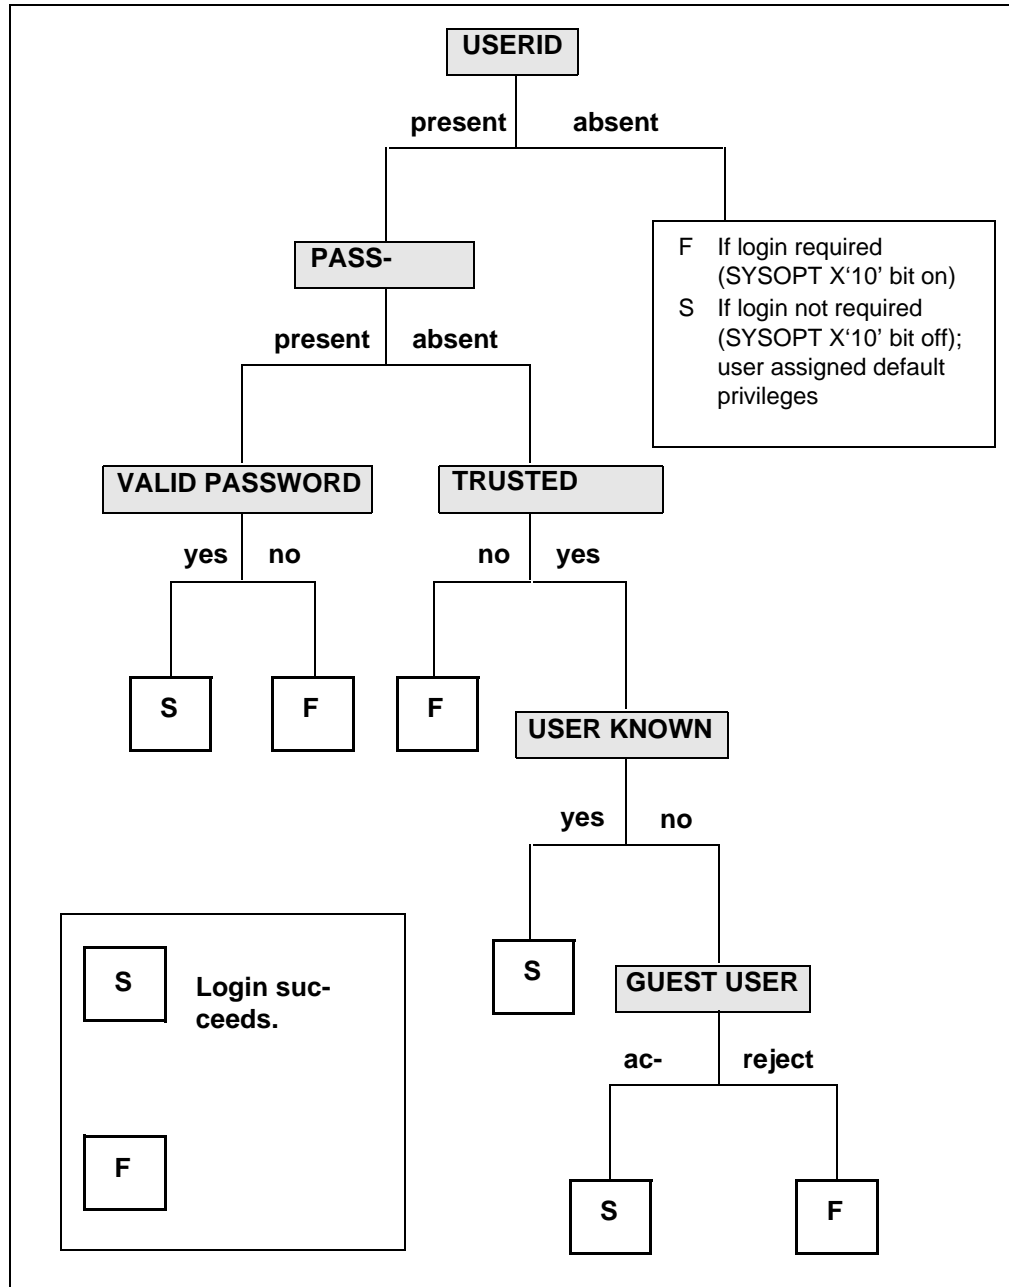 USERID
present absent
PASS-
F If login required
(SYSOPT X‘10’ bit on)
S If login not required
(SYSOPT X‘10’ bit off);
user assigned default
privileges
present absent
VALID PASSWORD
TRUSTED
yes no
no yes
S
F
F
USER KNOWN
yes no
S
GUEST USER
ac- reject
S
F
S
Login suc-
ceeds.
F